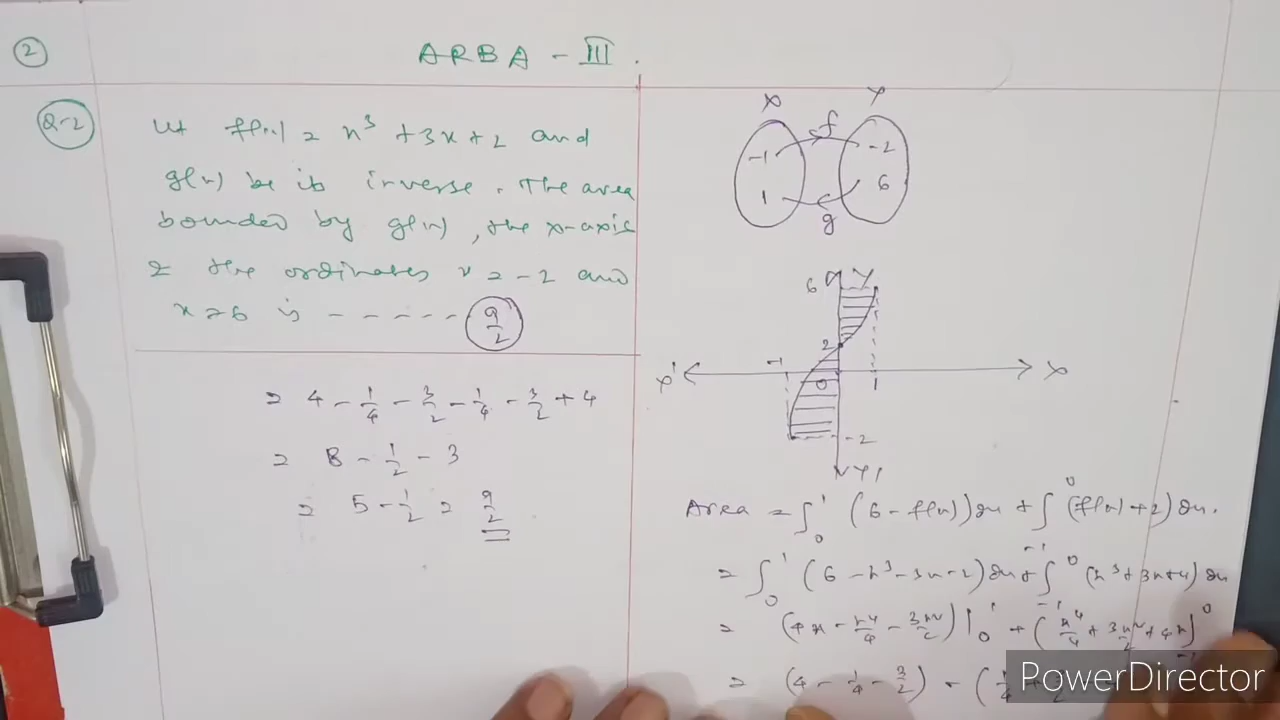 2
ARBA - III.
Q-2
Let f(x) = x³ + 3x + 2 and
g(x) be its inverse. The area
bounded by g(x), the x-axis
& the ordinates x = -2 and
x = 6 is ------ 9/2
= 4 - 1/4 - 3/2 - 1/4 - 3/2 + 4
= 8 - 1/2 - 3
= 5 - 1/2 = 9/2
X Y
f
-1 -2
1 6
g
6 Y
2
-1
X' 0 1 X
-2
Y'
Area = ∫₀¹ (6 - f(x)) dx + ∫₋₁⁰ (f(x) + 2) dx.
= ∫₀¹ (6 - x³ - 3x - 2) dx + ∫₋₁⁰ (x³ + 3x + 4) dx
= (4x - x⁴/4 - 3x²/2)|₀¹ + (x⁴/4 + 3x²/2 + 4x]₋₁⁰
= (4 - 1/4 - 3/2) - (1/4 +
PowerDirector